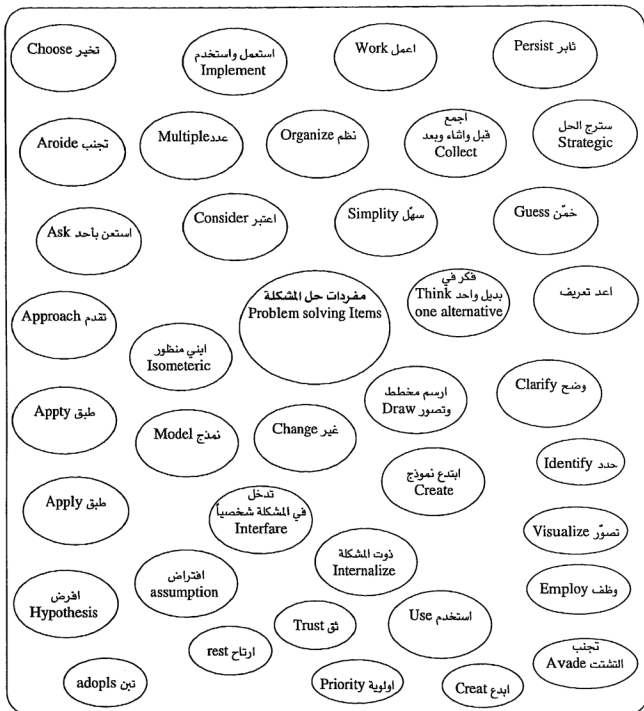 تخير Choose
استعمل واستخدم
Implement
اعمل Work
ثابر Persist
تجنب Aroide
عدد Multiple
نظم Organize
اجمع
قبل واثناء وبعد
Collect
سترج الحل
Strategic
استعن بأحد Ask
اعتبر Consider
سهّل Simplity
خمّن Guess
تقدم Approach
مفردات حل المشكلة
Problem solving Items
فكر في
بديل واحد Think
one alternative
اعد تعريف
ابني منظور
Isometeric
طبق Appty
نمذج Model
غير Change
ارسم مخطط
وتصور Draw
وضح Clarify
طبق Apply
تدخل
في المشكلة شخصياً
Interfare
ابتدع نموذج
Create
حدد Identify
تصوّر Visualize
افرض
Hypothesis
افتراض
assumption
ذوت المشكلة
Internalize
وظف Employ
ثق Trust
استخدم Use
ارتاح rest
تبن adopls
اولوية Priority
ابدع Creat
تجنب
التشتت Avade